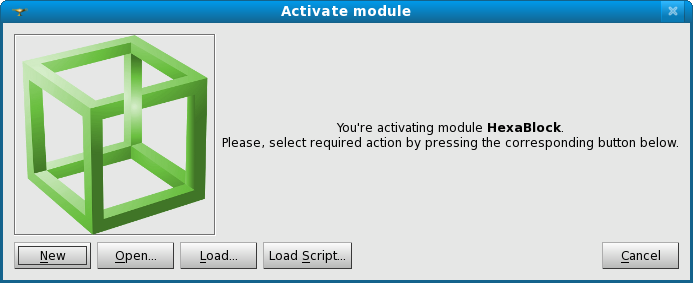 Activate module
You're activating module HexaBlock.
Please, select required action by pressing the corresponding button below.
New Open... Load... Load Script... Cancel